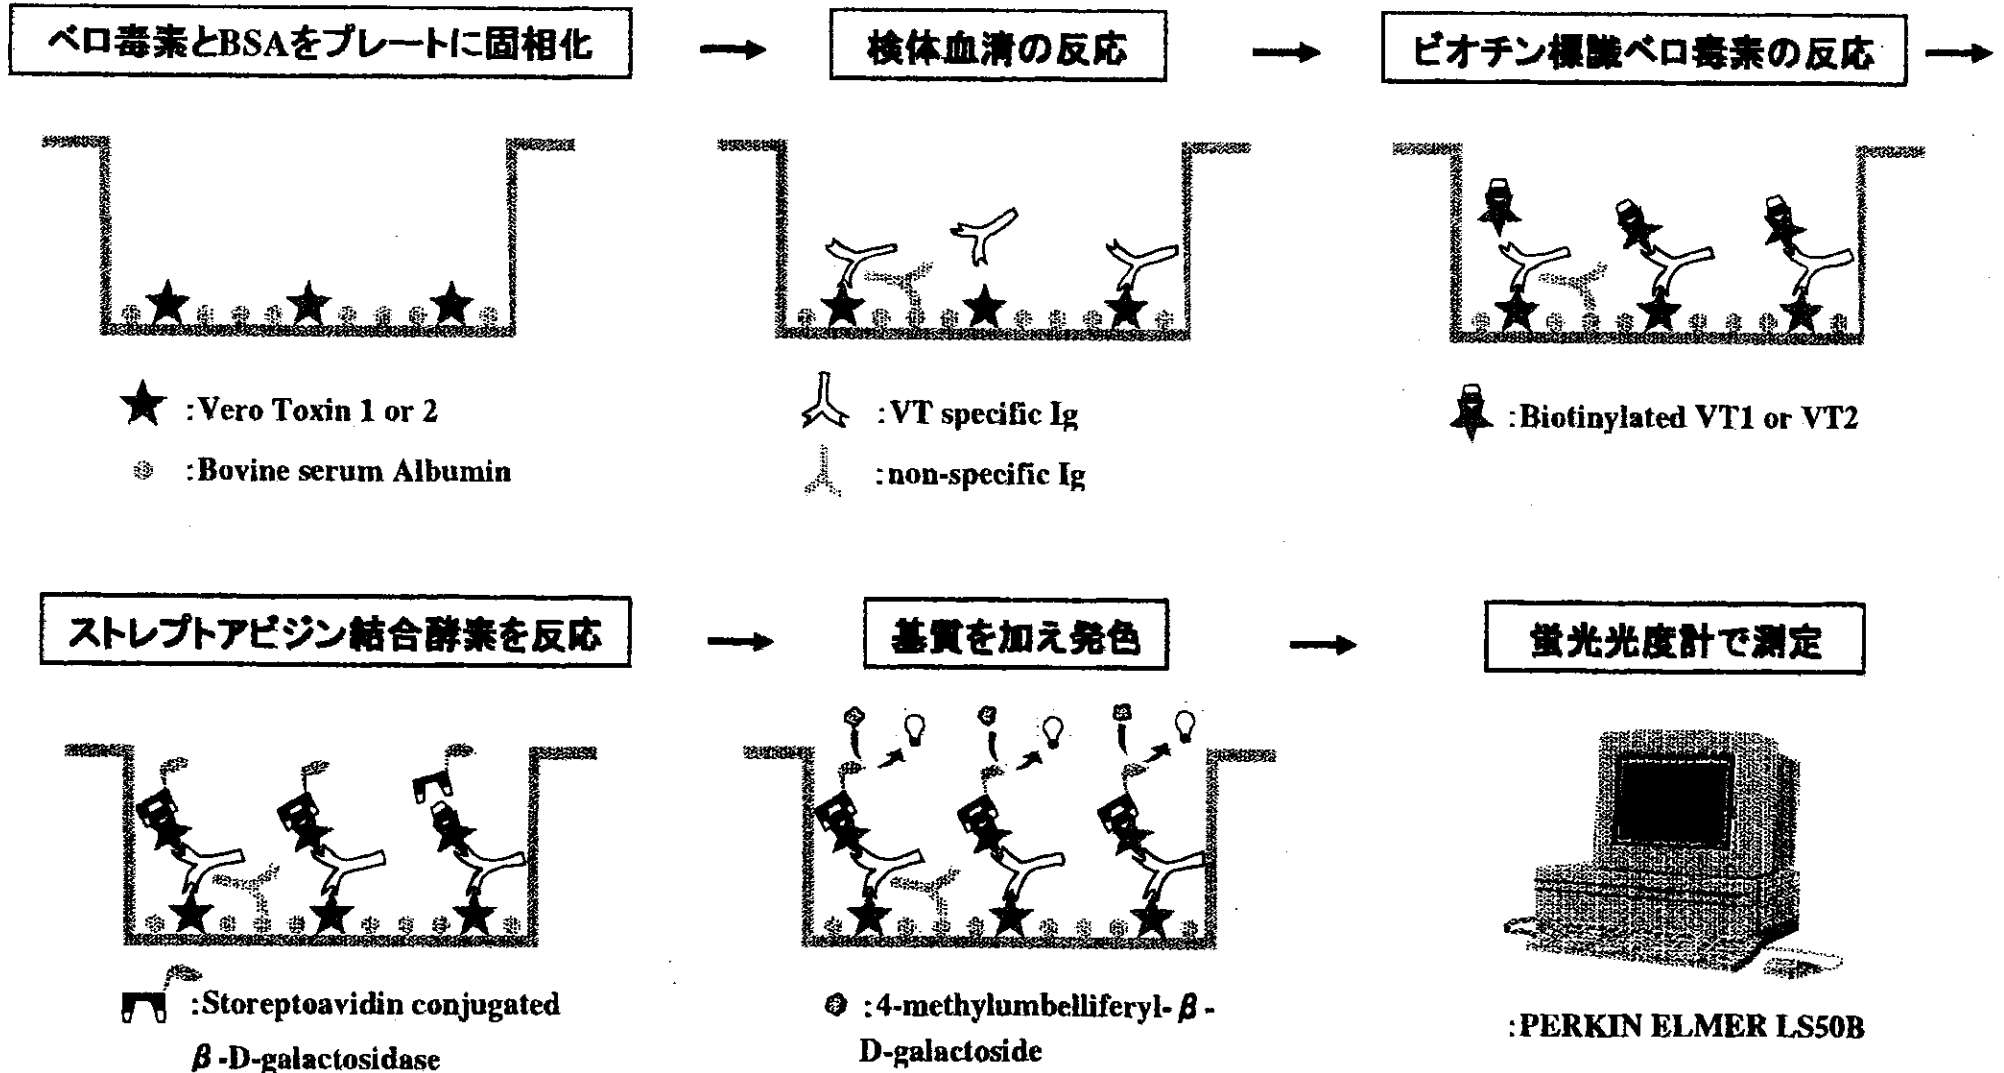 ベロ毒素とBSAをプレートに固相化
検体血清の反応
ビオチン標識ベロ毒素の反応
:Vero Toxin 1 or 2
:Bovine serum Albumin
:VT specific Ig
:non-specific Ig
:Biotinylated VT1 or VT2
ストレプトアビジン結合酵素を反応
基質を加え発色
蛍光光度計で測定
:Storeptoavidin conjugated
β-D-galactosidase
:4-methylumbelliferyl-β-
D-galactoside
:PERKIN ELMER LS50B